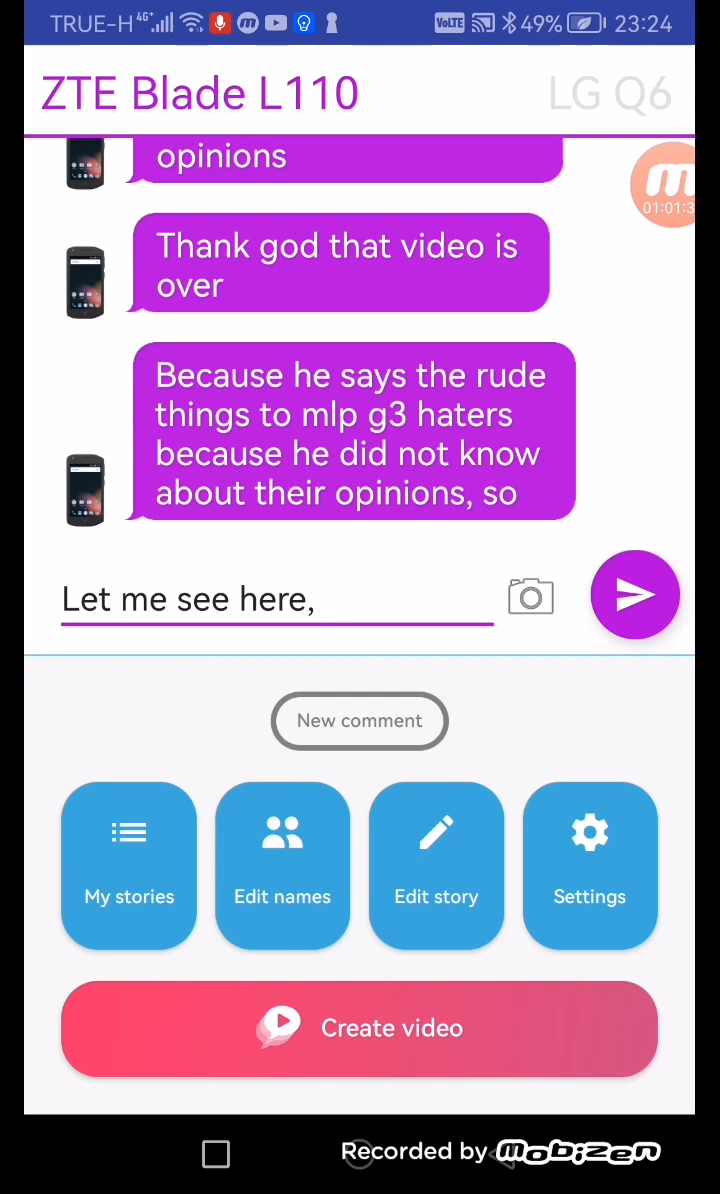 TRUE-H 4G+ VoLTE 49% 23:24
ZTE Blade L110 LG Q6
opinions
01:01:3
Thank god that video is
over
Because he says the rude
things to mlp g3 haters
because he did not know
about their opinions, so
Let me see here,
New comment
My stories Edit names Edit story Settings
Create video
Recorded by Mobizen